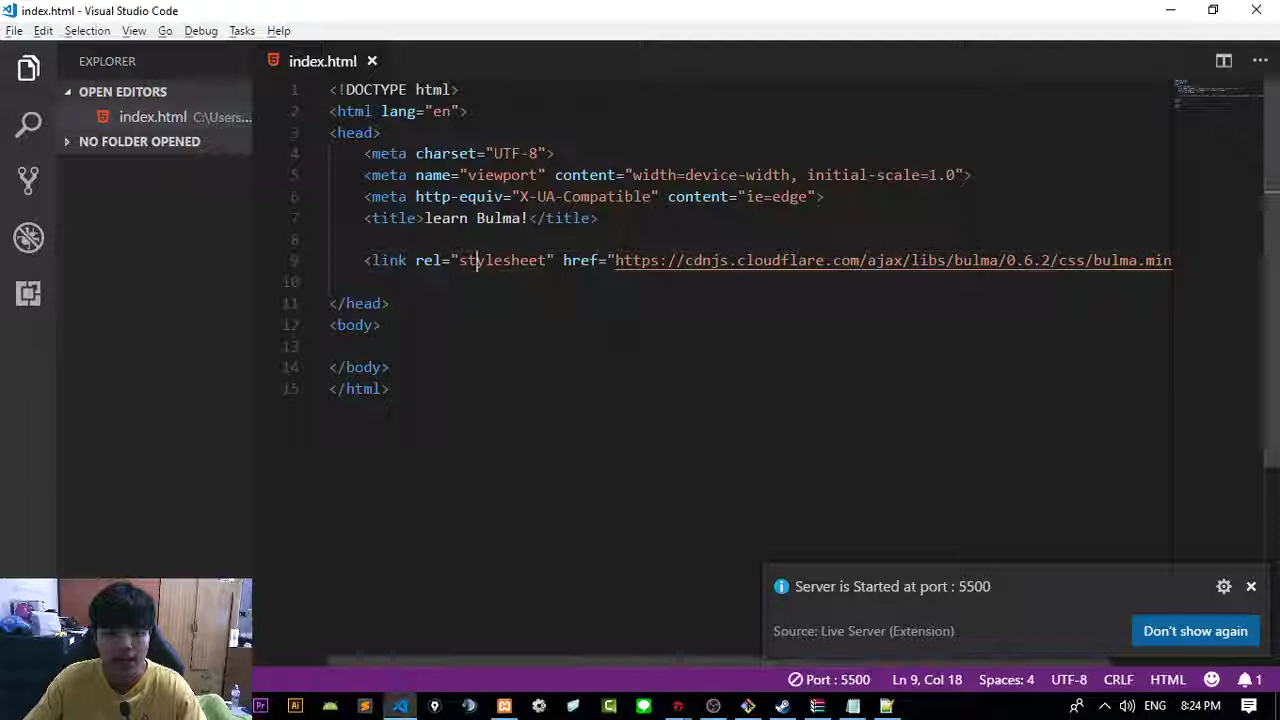 index.html - Visual Studio Code
File Edit Selection View Go Debug Tasks Help
EXPLORER
OPEN EDITORS
index.html C:\Users...
NO FOLDER OPENED
index.html
1 <!DOCTYPE html>
2 <html lang="en">
3 <head>
4 <meta charset="UTF-8">
5 <meta name="viewport" content="width=device-width, initial-scale=1.0">
6 <meta http-equiv="X-UA-Compatible" content="ie=edge">
7 <title>learn Bulma!</title>
8
9 <link rel="stylesheet" href="https://cdnjs.cloudflare.com/ajax/libs/bulma/0.6.2/css/bulma.min
10
11 </head>
12 <body>
13
14 </body>
15 </html>
Server is Started at port : 5500
Source: Live Server (Extension)
Don't show again
Port : 5500 Ln 9, Col 18 Spaces: 4 UTF-8 CRLF HTML 1
Pr Ai ENG 8:24 PM